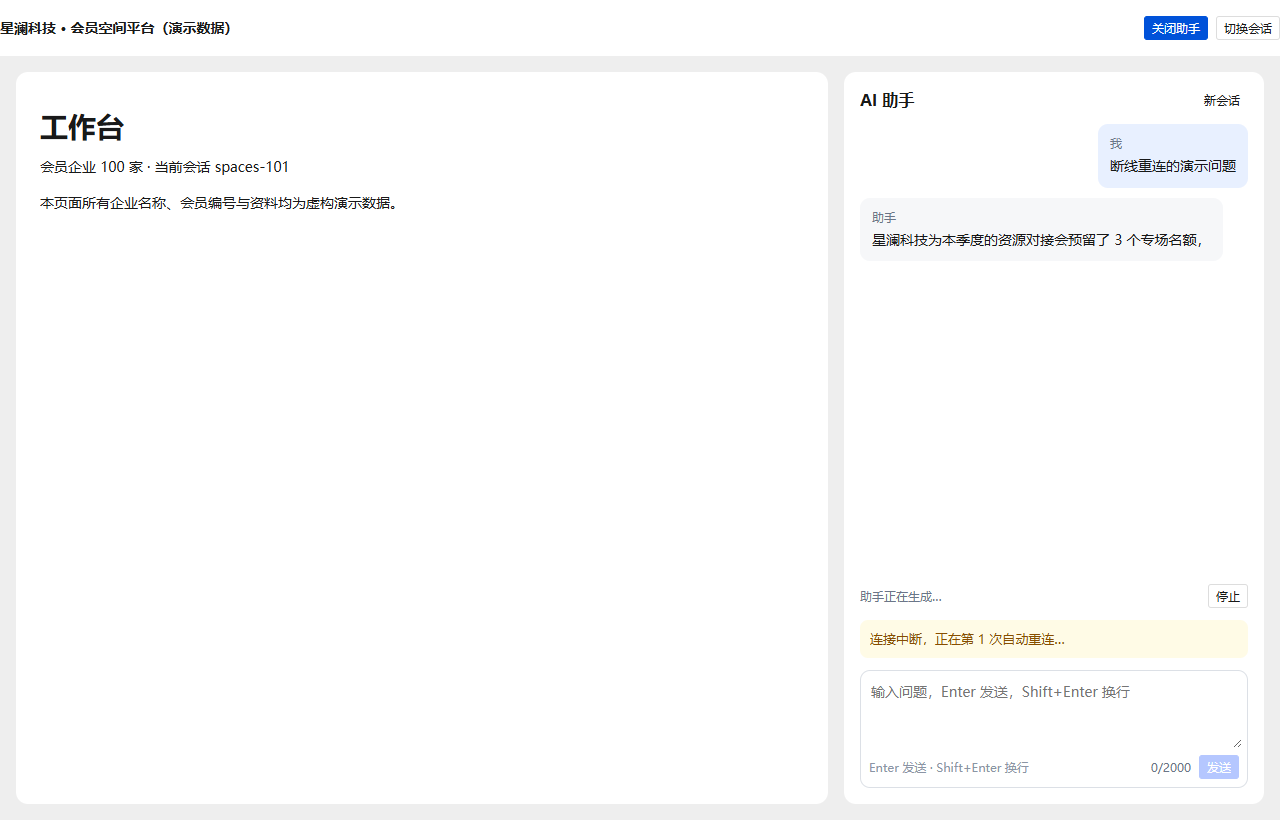 星澜科技 • 会员空间平台（演示数据）
关闭助手
切换会话
工作台
会员企业 100 家 · 当前会话 spaces-101
本页面所有企业名称、会员编号与资料均为虚构演示数据。
AI 助手
新会话
我
断线重连的演示问题
助手
星澜科技为本季度的资源对接会预留了 3 个专场名额，
助手正在生成...
停止
连接中断，正在第 1 次自动重连...
输入问题，Enter 发送，Shift+Enter 换行
Enter 发送 · Shift+Enter 换行
0/2000
发送